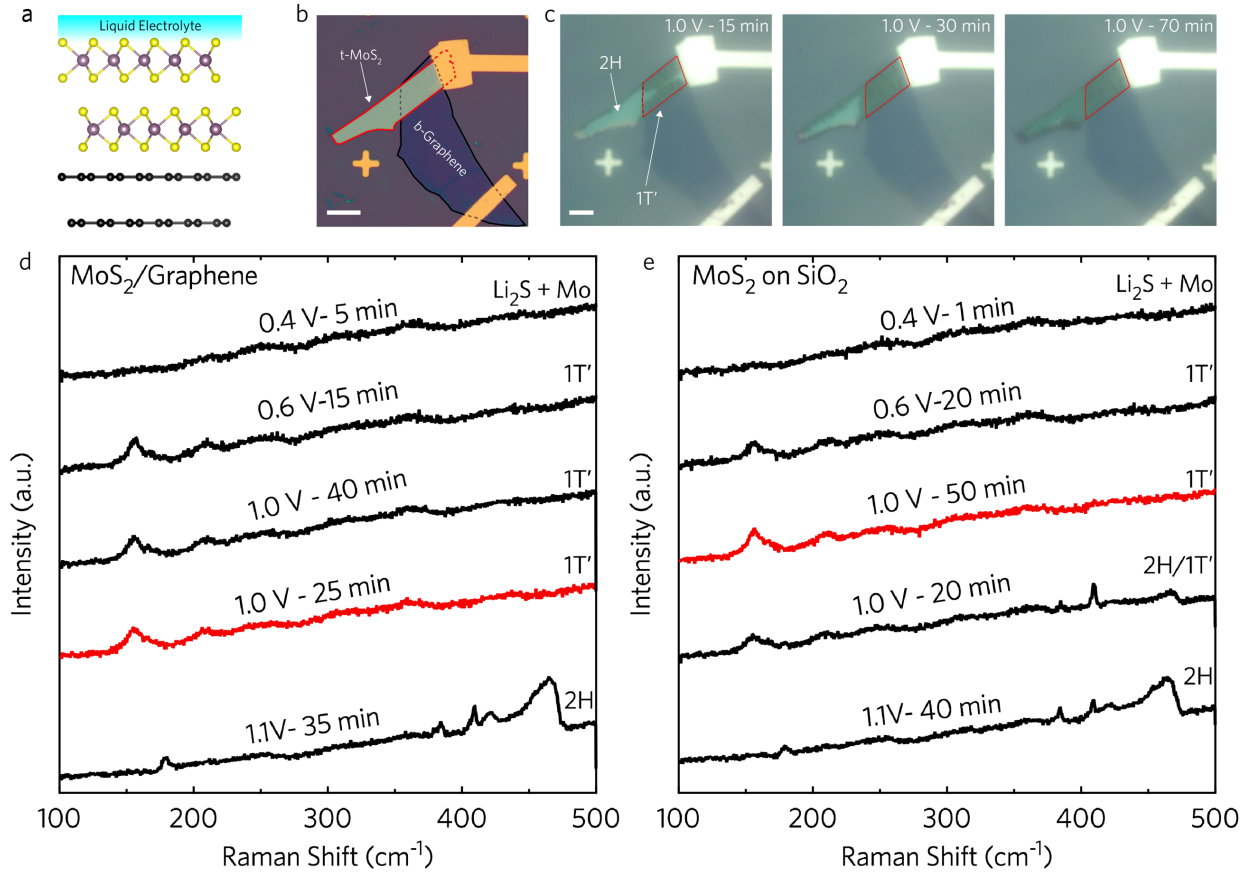 a
Liquid Electrolyte
b
t-MoS₂
b-Graphene
c
1.0 V - 15 min
2H
1T′
1.0 V - 30 min
1.0 V - 70 min
d
MoS₂/Graphene
Li₂S + Mo
0.4 V- 5 min
1T′
0.6 V-15 min
1T′
1.0 V - 40 min
1T′
1.0 V - 25 min
2H
1.1V- 35 min
Intensity (a.u.)
100
200
300
400
500
Raman Shift (cm⁻¹)
e
MoS₂ on SiO₂
Li₂S + Mo
0.4 V- 1 min
1T′
0.6 V-20 min
1T′
1.0 V - 50 min
2H/1T′
1.0 V - 20 min
2H
1.1V- 40 min
Intensity (a.u.)
100
200
300
400
500
Raman Shift (cm⁻¹)